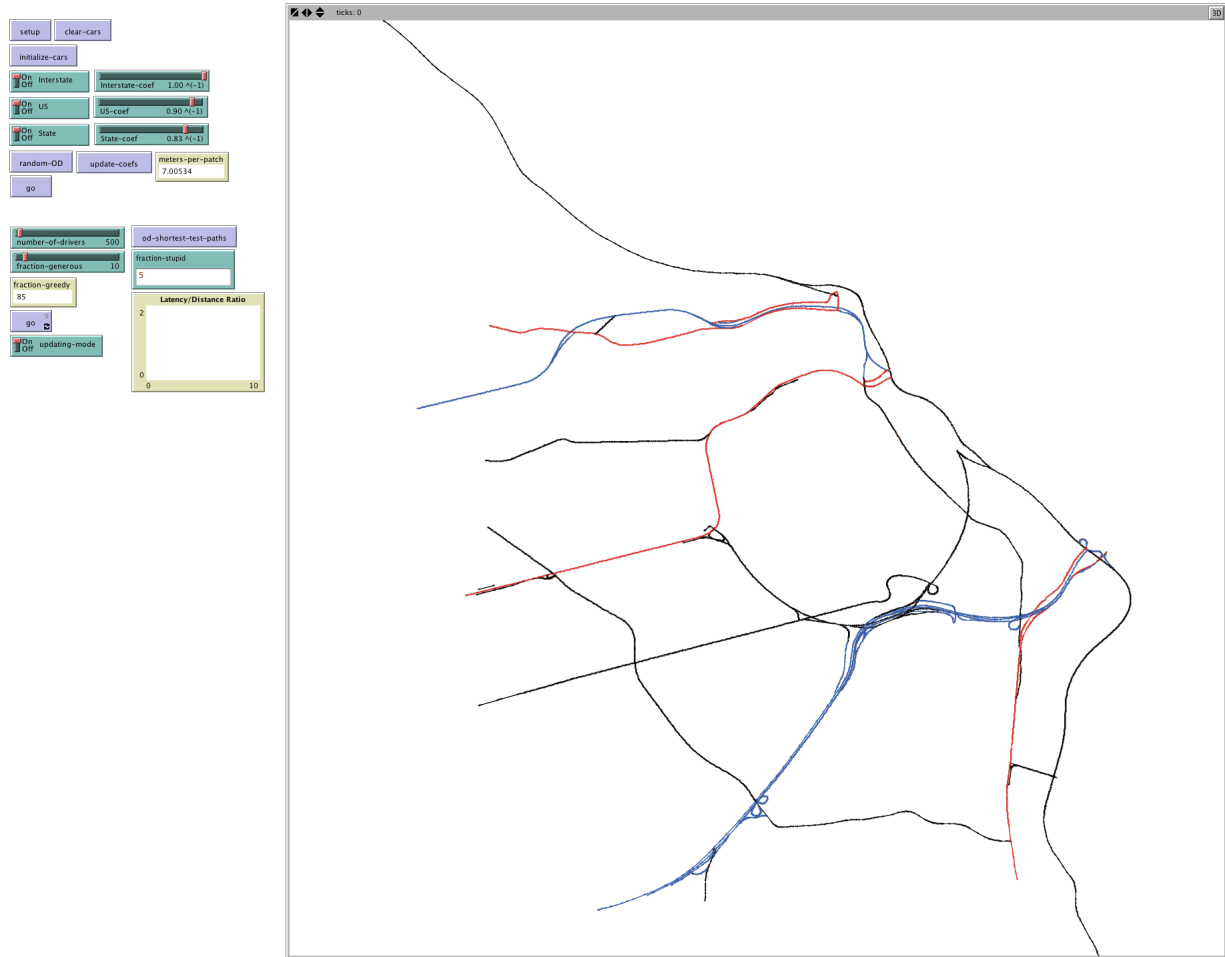 ticks: 0
3D
setup
clear-cars
initialize-cars
On
Off
Interstate
Interstate-coef 1.00 ^(-1)
On
Off
US
US-coef 0.90 ^(-1)
On
Off
State
State-coef 0.83 ^(-1)
random-OD
update-coefs
meters-per-patch
7.00534
go
number-of-drivers 500
od-shortest-test-paths
fraction-generous 10
fraction-stupid
5
fraction-greedy
85
Latency/Distance Ratio
2
0
0
10
go
9
On
Off
updating-mode